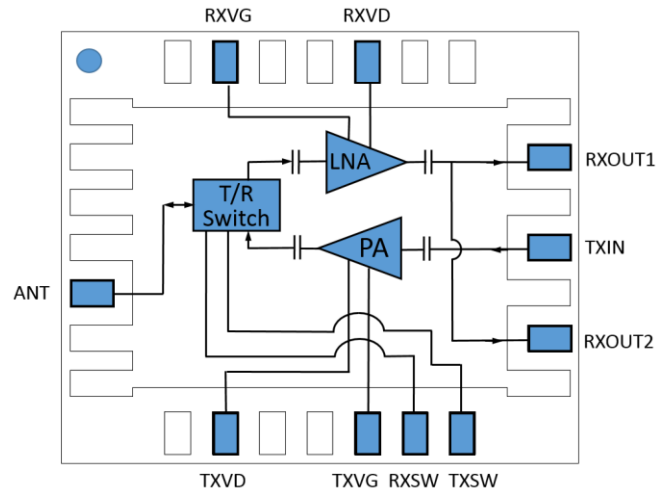 RXVG RXVD
LNA
RXOUT1
T/R
Switch
PA
TXIN
ANT
RXOUT2
TXVD TXVG RXSW TXSW